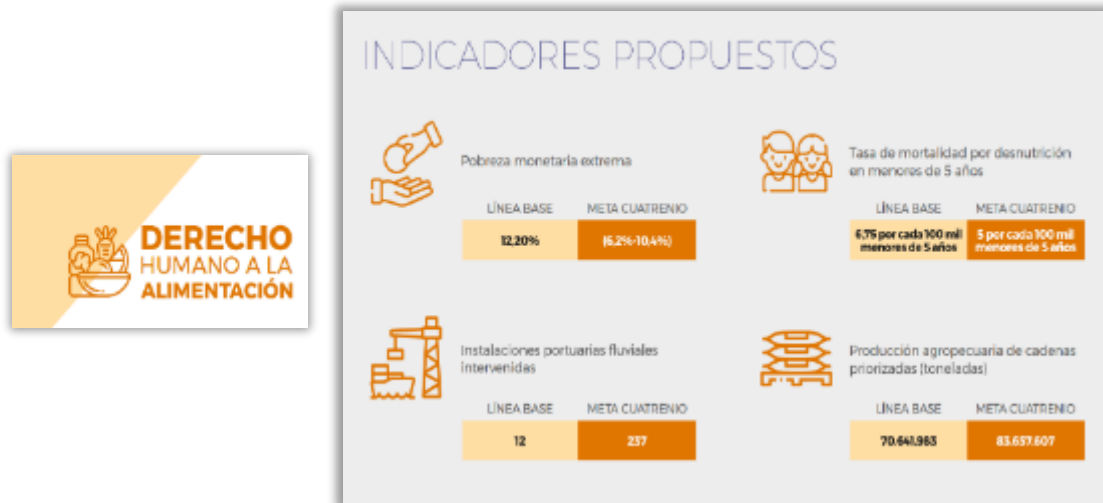 DERECHO
HUMANO A LA
ALIMENTACIÓN
INDICADORES PROPUESTOS
Pobreza monetaria extrema
LÍNEA BASE META CUATRENIO
12,20% (6,2%-10,4%)
Tasa de mortalidad por desnutrición
en menores de 5 años
LÍNEA BASE META CUATRENIO
6,75 por cada 100 mil
menores de 5 años
5 por cada 100 mil
menores de 5 años
Instalaciones portuarias fluviales
intervenidas
LÍNEA BASE META CUATRENIO
12 237
Producción agropecuaria de cadenas
priorizadas (toneladas)
LÍNEA BASE META CUATRENIO
70.641.963 83.657.607